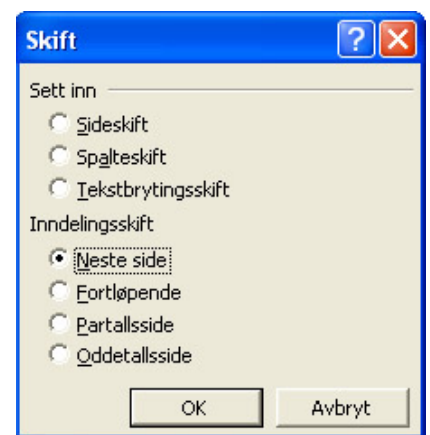 Skift
?
Sett inn
Sideskift
Spalteskift
Tekstbrytingsskift
Inndelingsskift
Neste side
Fortløpende
Partallsside
Oddetallsside
OK Avbryt